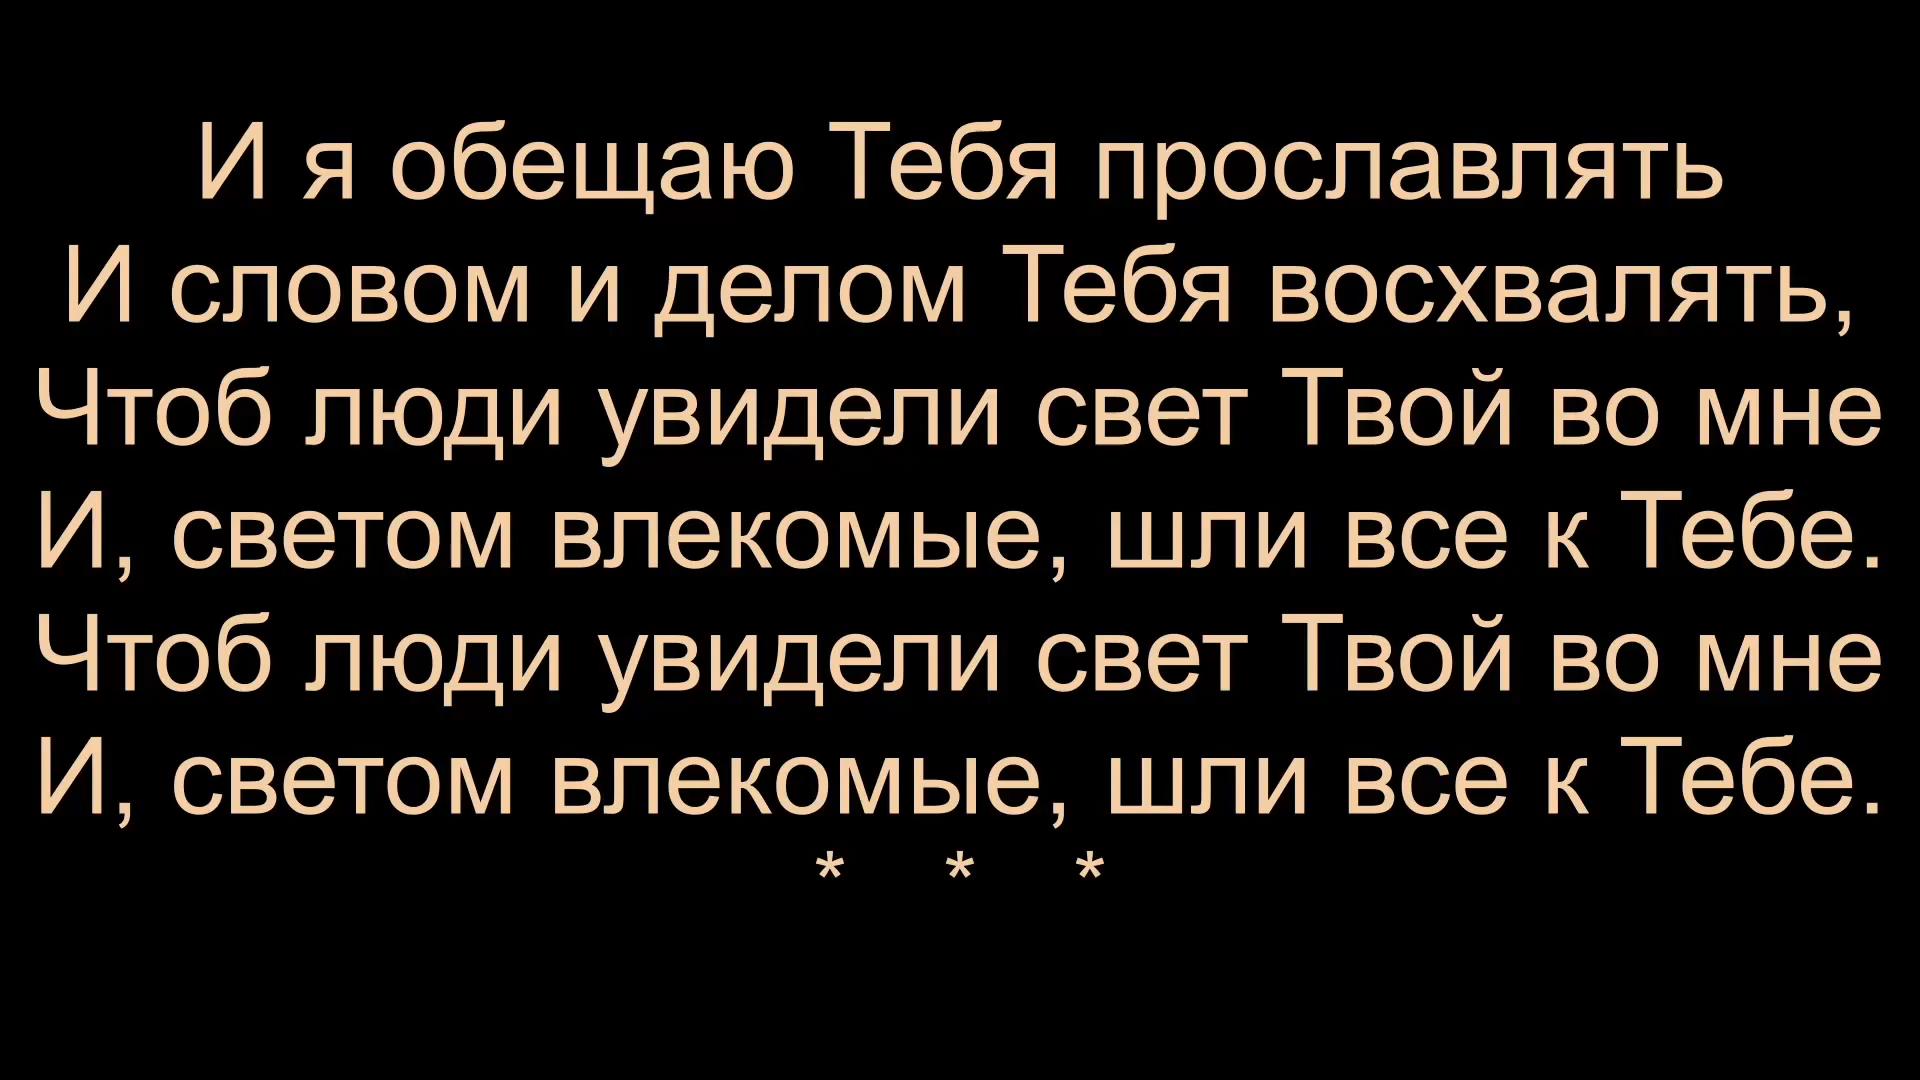 И я обещаю Тебя прославлять
И словом и делом Тебя восхвалять,
Чтоб люди увидели свет Твой во мне
И, светом влекомые, шли все к Тебе.
Чтоб люди увидели свет Твой во мне
И, светом влекомые, шли все к Тебе.
* * *